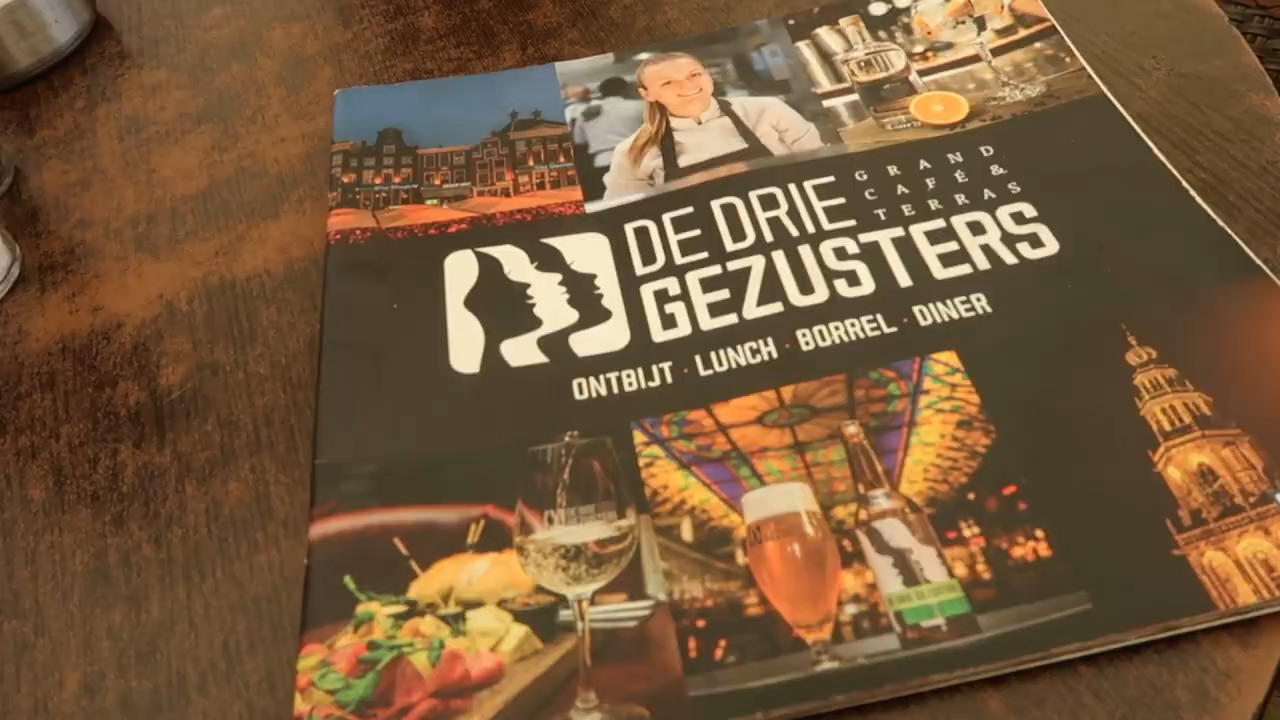 DE DRIE
GRAND
CAFÉ &
TERRAS
GEZUSTERS
ONTBIJT · LUNCH · BORREL · DINER